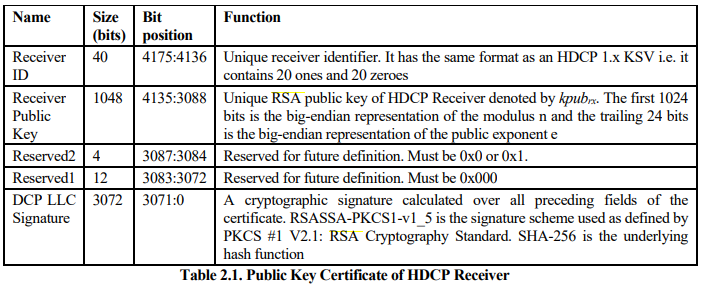 Name Size (bits) Bit position Function
Receiver ID 40 4175:4136 Unique receiver identifier. It has the same format as an HDCP 1.x KSV i.e. it
contains 20 ones and 20 zeroes
Receiver Public Key 1048 4135:3088 Unique RSA public key of HDCP Receiver denoted by kpubrx. The first 1024
bits is the big-endian representation of the modulus n and the trailing 24 bits
is the big-endian representation of the public exponent e
Reserved2 4 3087:3084 Reserved for future definition. Must be 0x0 or 0x1.
Reserved1 12 3083:3072 Reserved for future definition. Must be 0x000
DCP LLC Signature 3072 3071:0 A cryptographic signature calculated over all preceding fields of the
certificate. RSASSA-PKCS1-v1_5 is the signature scheme used as defined by
PKCS #1 V2.1: RSA Cryptography Standard. SHA-256 is the underlying
hash function
Table 2.1. Public Key Certificate of HDCP Receiver